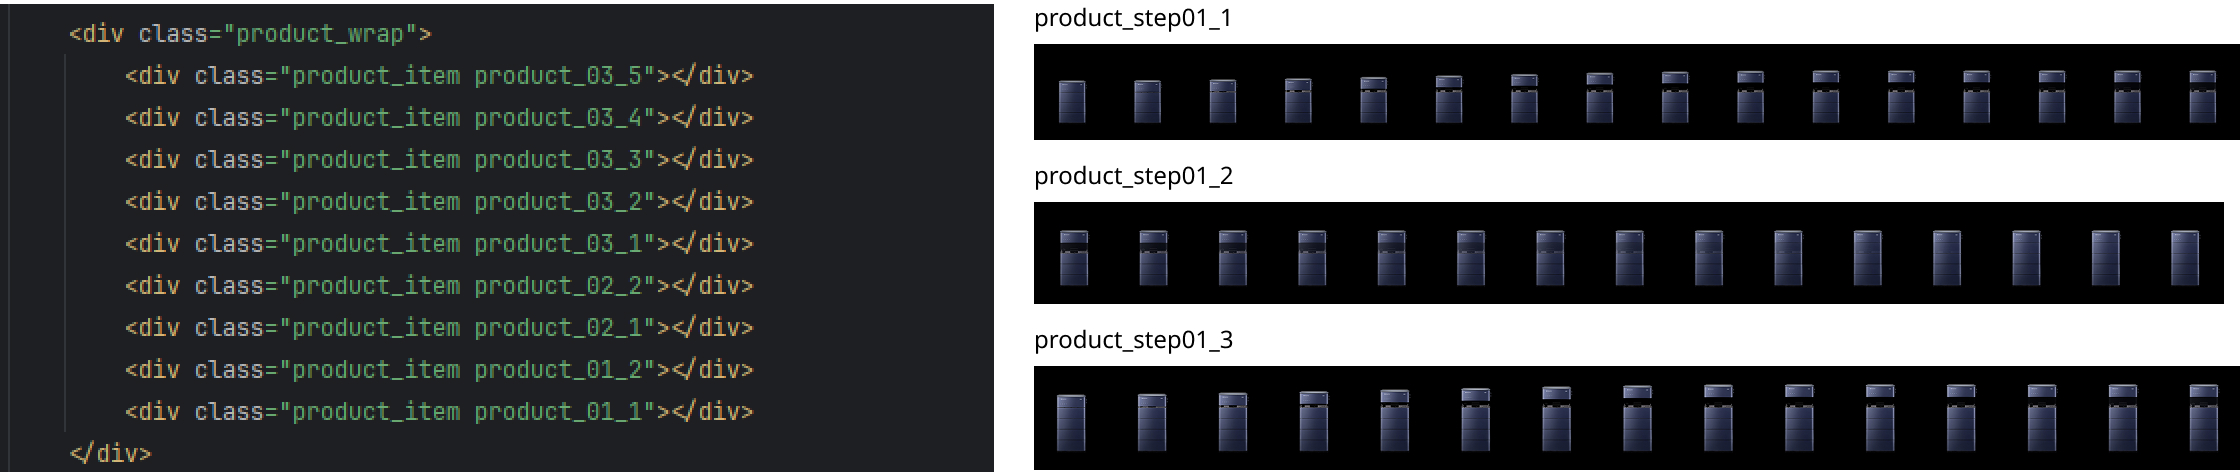 <div class="product_wrap">
<div class="product_item product_03_5"></div>
<div class="product_item product_03_4"></div>
<div class="product_item product_03_3"></div>
<div class="product_item product_03_2"></div>
<div class="product_item product_03_1"></div>
<div class="product_item product_02_2"></div>
<div class="product_item product_02_1"></div>
<div class="product_item product_01_2"></div>
<div class="product_item product_01_1"></div>
</div>
product_step01_1
product_step01_2
product_step01_3